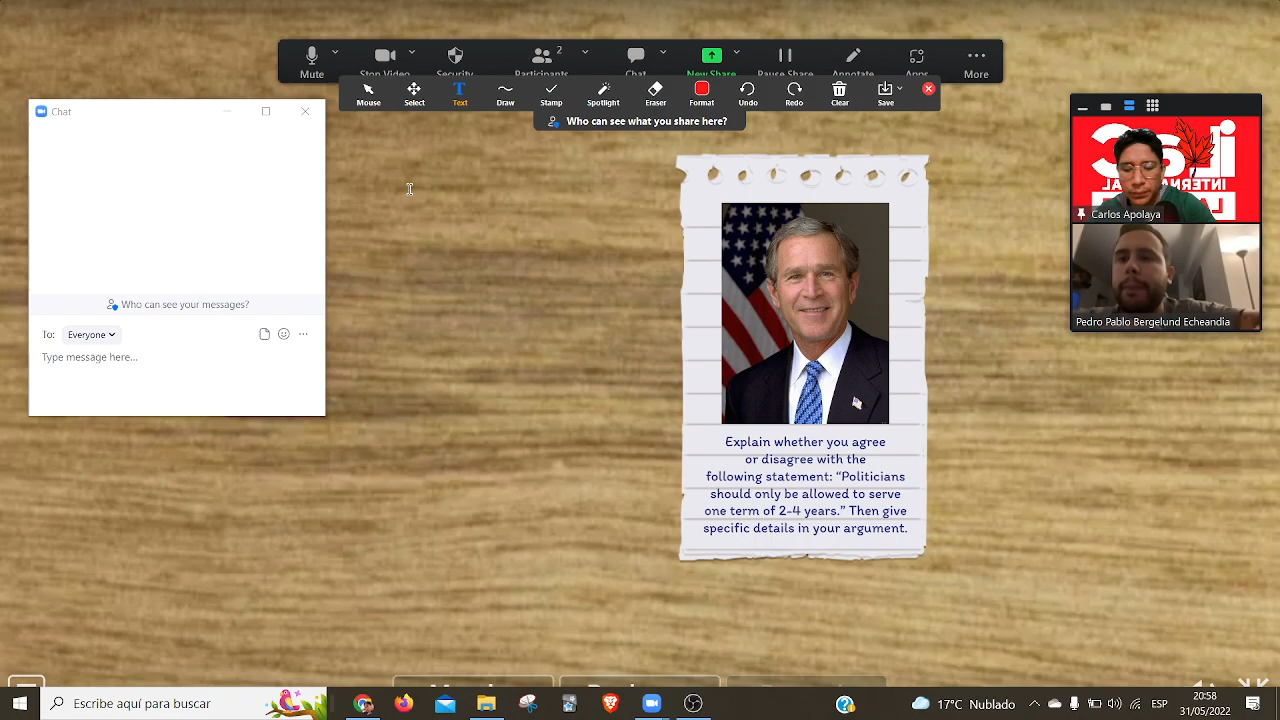 Mute
Stop Video
Security
Participants
2
Chat
New Share
Pause Share
Annotate
Apps
More
Mouse
Select
Text
Draw
Stamp
Spotlight
Eraser
Format
Undo
Redo
Clear
Save
Who can see what you share here?
Chat
Who can see your messages?
To: Everyone
Type message here...
Explain whether you agree
or disagree with the
following statement: “Politicians
should only be allowed to serve
one term of 2-4 years.” Then give
specific details in your argument.
Carlos Apolaya
Pedro Pablo Bergelund Echeandia
Escribe aquí para buscar
17°C Nublado
ESP
20:58
31/05/2022